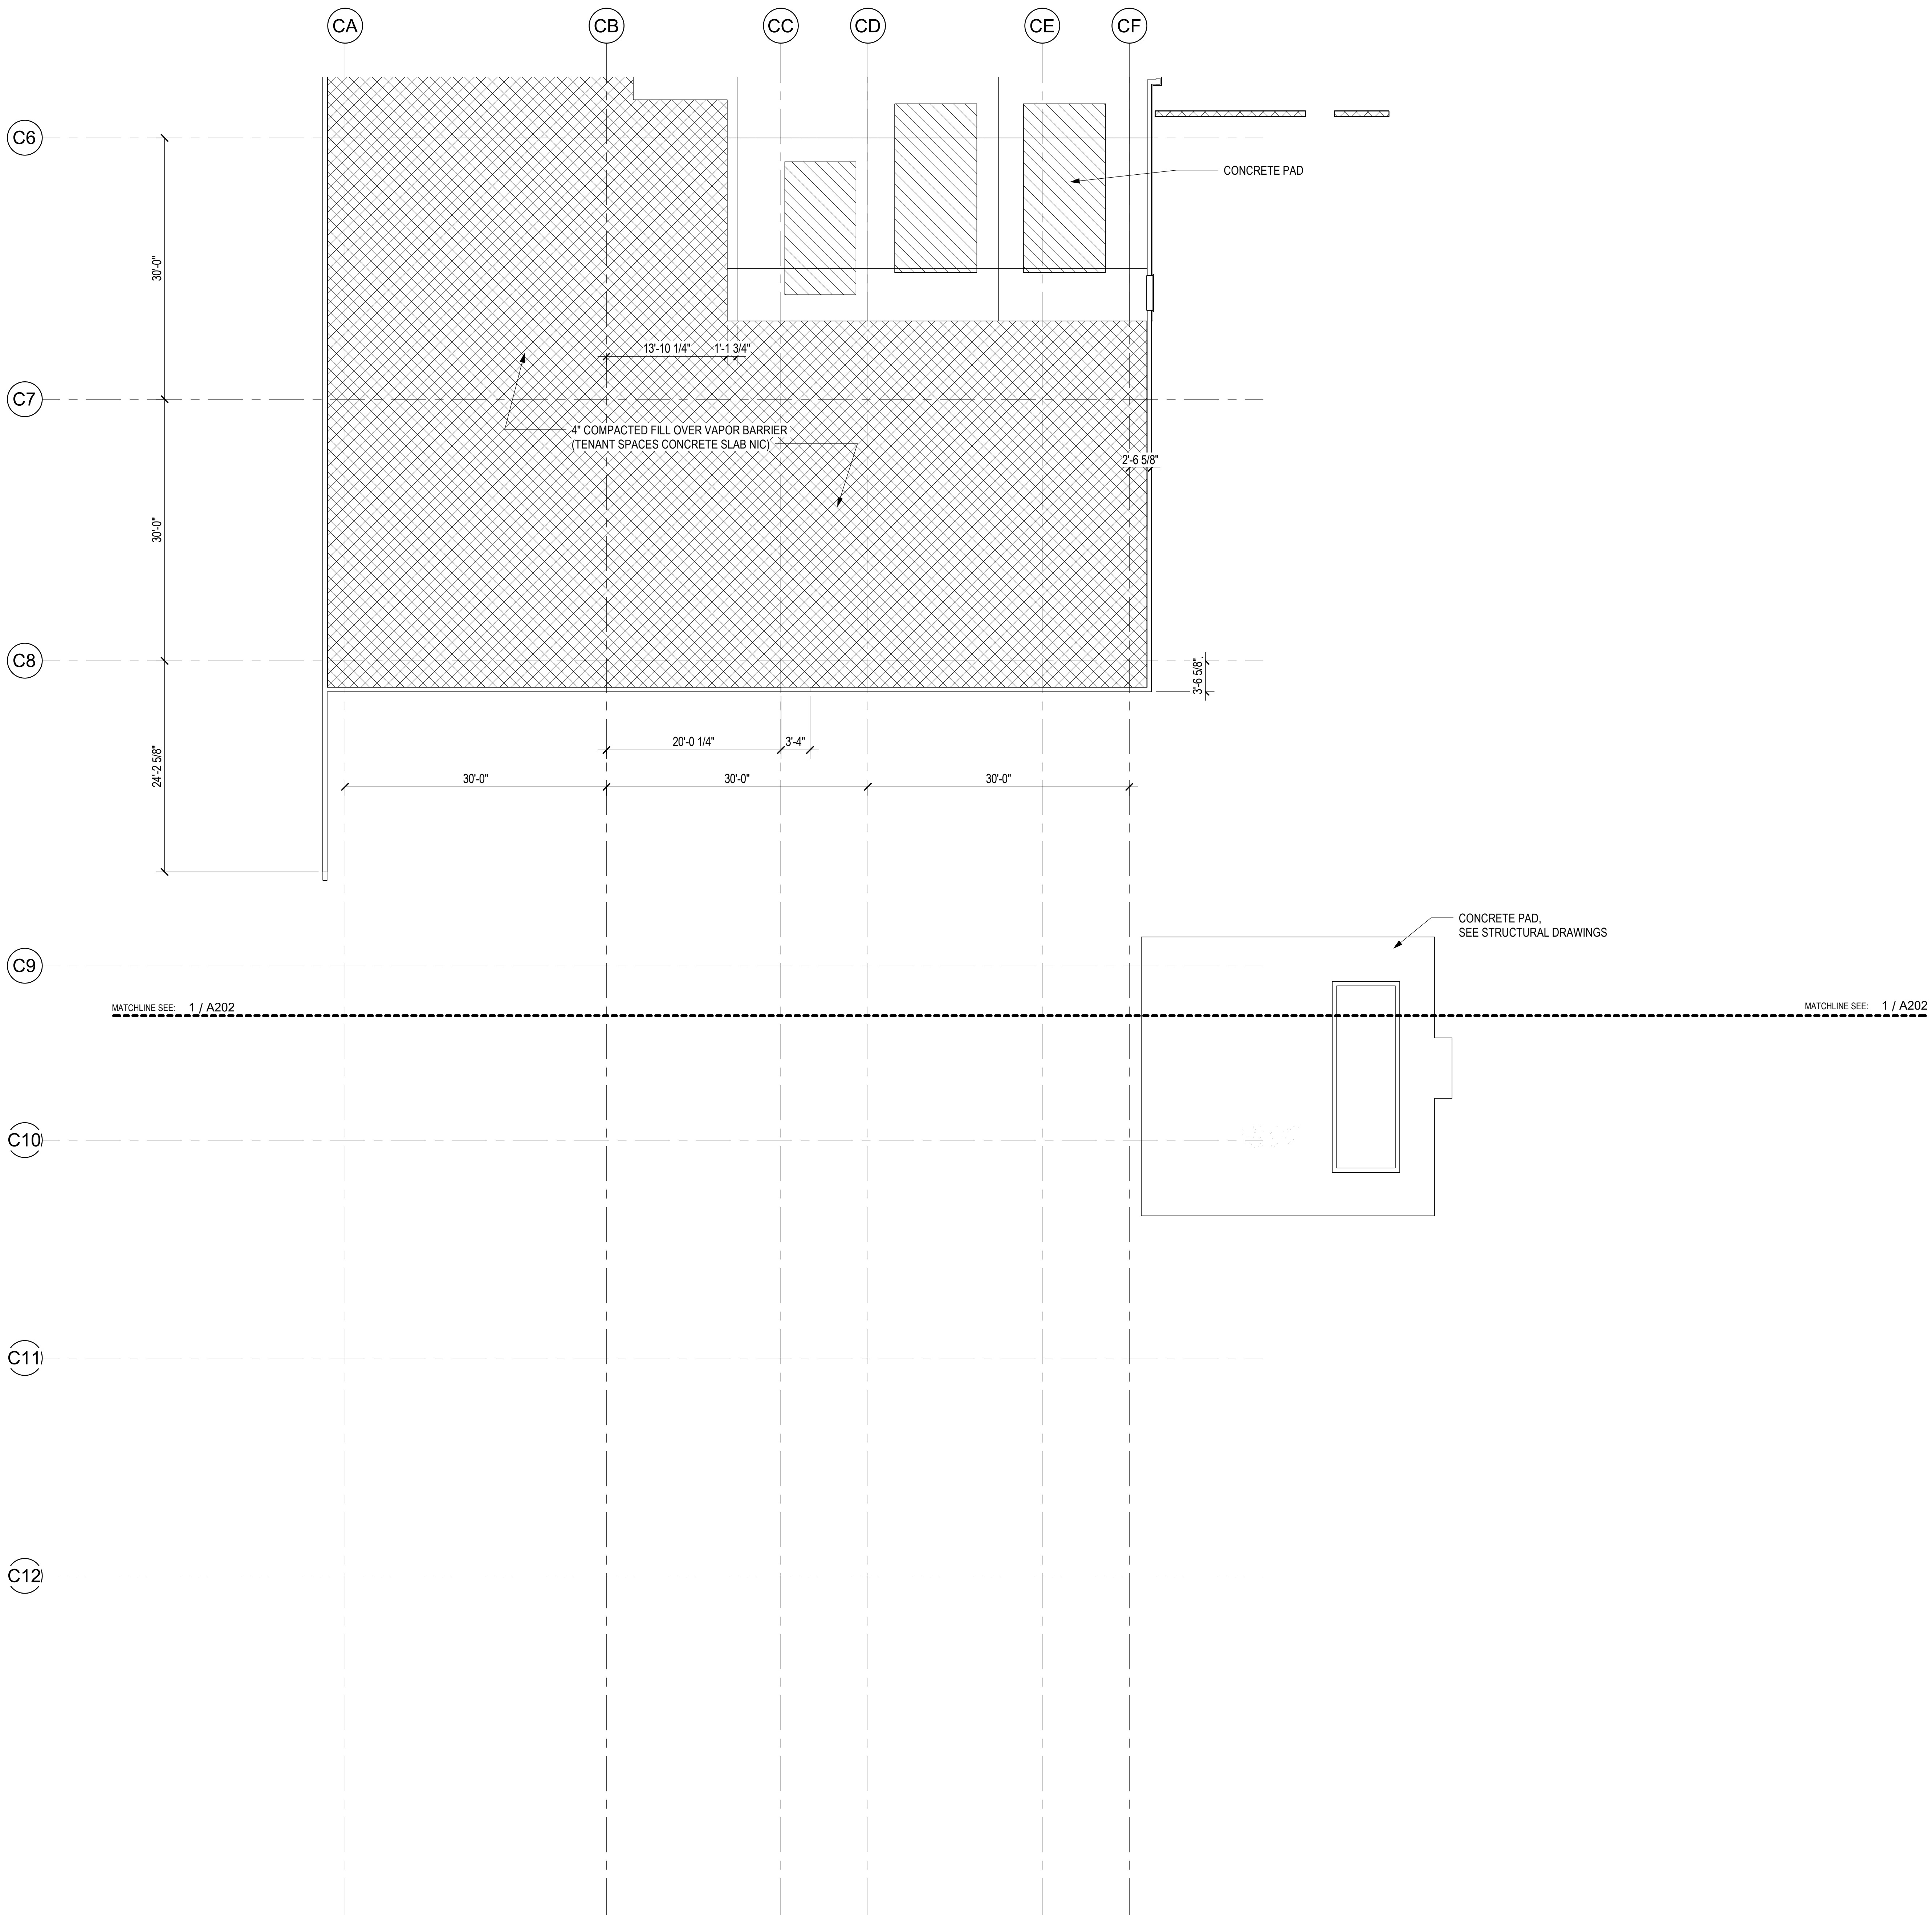 CA
CB
CC
CD
CE
CF
C6
CONCRETE PAD
30'-0"
13'-10 1/4"
1'-1 3/4"
C7
4" COMPACTED FILL OVER VAPOR BARRIER
(TENANT SPACES CONCRETE SLAB NIC)
2'-6 5/8"
30'-0"
C8
3'-6 5/8"
20'-0 1/4"
3'-4"
24'-2 5/8"
30'-0"
30'-0"
30'-0"
CONCRETE PAD,
SEE STRUCTURAL DRAWINGS
C9
MATCHLINE SEE: 1 / A202
MATCHLINE SEE: 1 / A202
C10
C11
C12